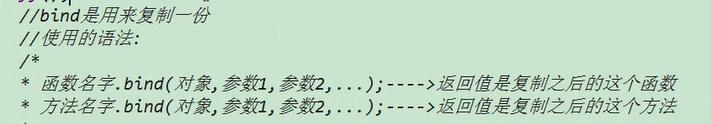 //bind是用来复制一份
//使用的语法:
/*
* 函数名字.bind(对象,参数1,参数2,...);---->返回值是复制之后的这个函数
* 方法名字.bind(对象,参数1,参数2,...);---->返回值是复制之后的这个方法